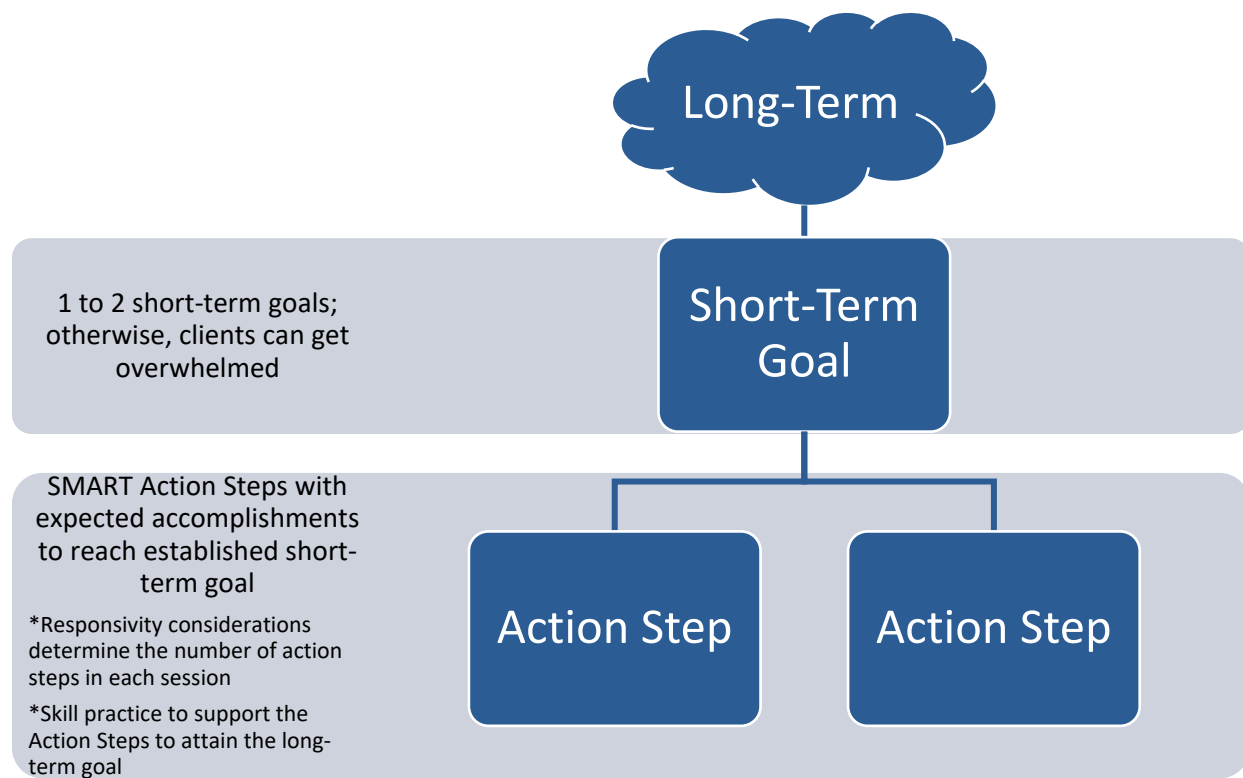 Long-Term
1 to 2 short-term goals;
otherwise, clients can get
overwhelmed
Short-Term
Goal
SMART Action Steps with
expected accomplishments
to reach established short-
term goal
*Responsivity considerations
determine the number of action
steps in each session
*Skill practice to support the
Action Steps to attain the long-
term goal
Action Step
Action Step